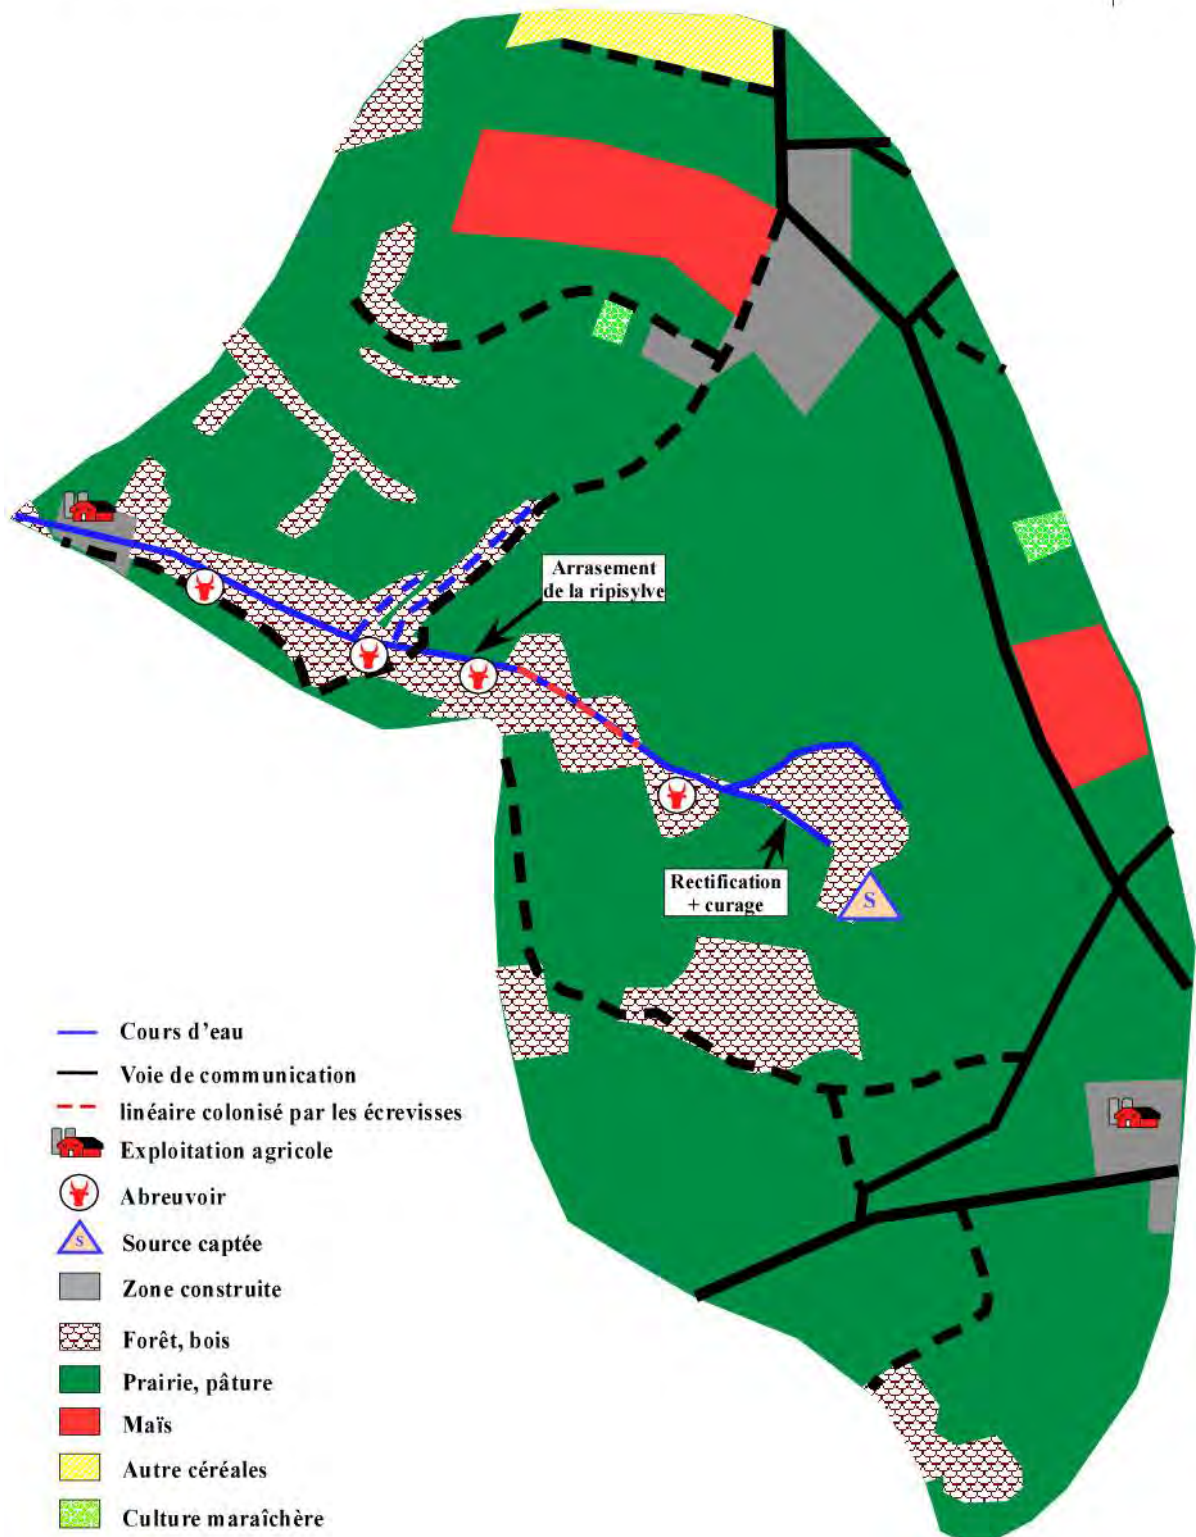 Arrasement
de la ripisylve
Rectification
+ curage
S
Cours d'eau
Voie de communication
linéaire colonisé par les écrevisses
Exploitation agricole
Abreuvoir
S
Source captée
Zone construite
Forêt, bois
Prairie, pâture
Maïs
Autre céréales
Culture maraîchère